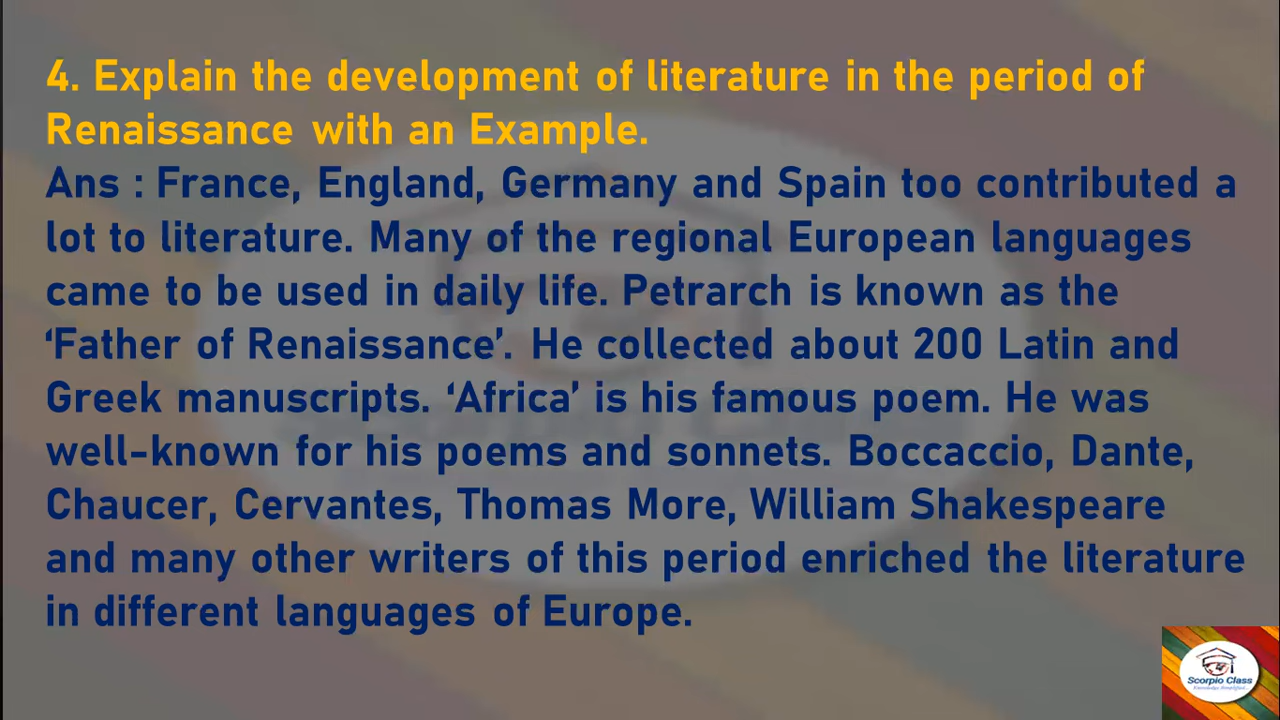 4. Explain the development of literature in the period of
Renaissance with an Example.
Ans : France, England, Germany and Spain too contributed a
lot to literature. Many of the regional European languages
came to be used in daily life. Petrarch is known as the
‘Father of Renaissance’. He collected about 200 Latin and
Greek manuscripts. ‘Africa’ is his famous poem. He was
well-known for his poems and sonnets. Boccaccio, Dante,
Chaucer, Cervantes, Thomas More, William Shakespeare
and many other writers of this period enriched the literature
in different languages of Europe.
Scorpio Class